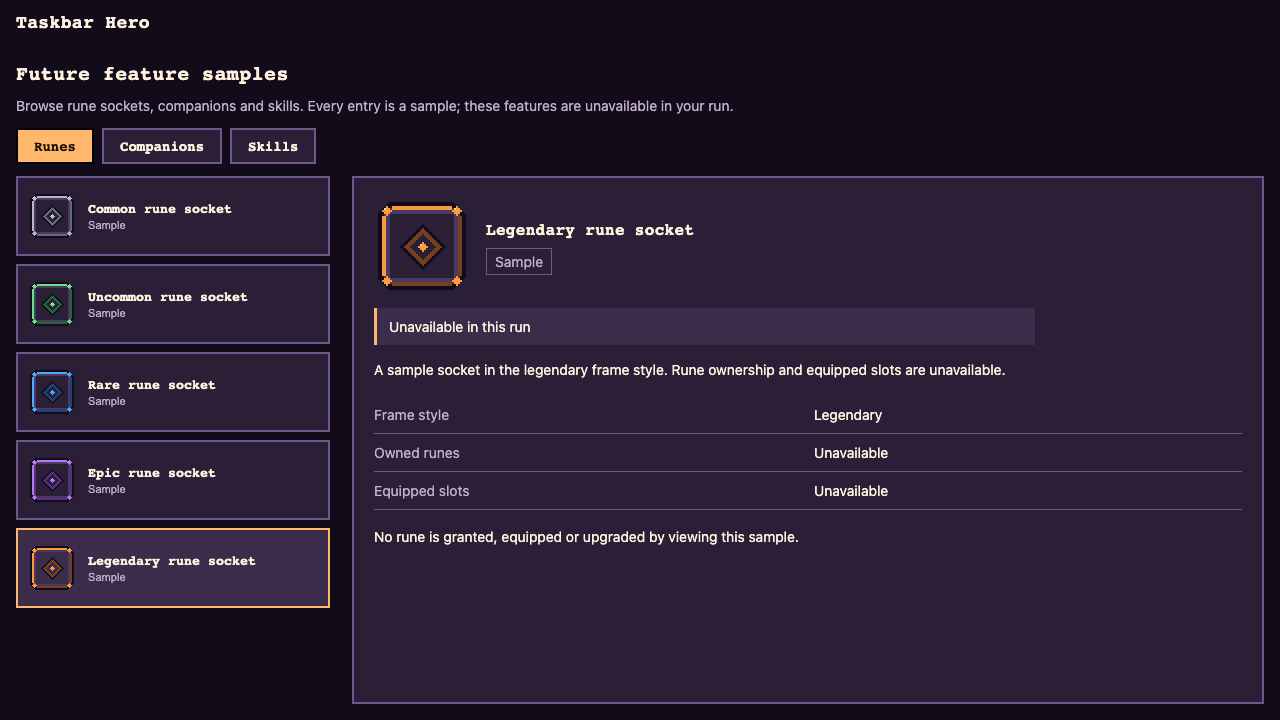 Taskbar Hero
Future feature samples
Browse rune sockets, companions and skills. Every entry is a sample; these features are unavailable in your run.
Runes
Companions
Skills
Common rune socket
Sample
Uncommon rune socket
Sample
Rare rune socket
Sample
Epic rune socket
Sample
Legendary rune socket
Sample
Legendary rune socket
Sample
Unavailable in this run
A sample socket in the legendary frame style. Rune ownership and equipped slots are unavailable.
Frame style Legendary
Owned runes Unavailable
Equipped slots Unavailable
No rune is granted, equipped or upgraded by viewing this sample.